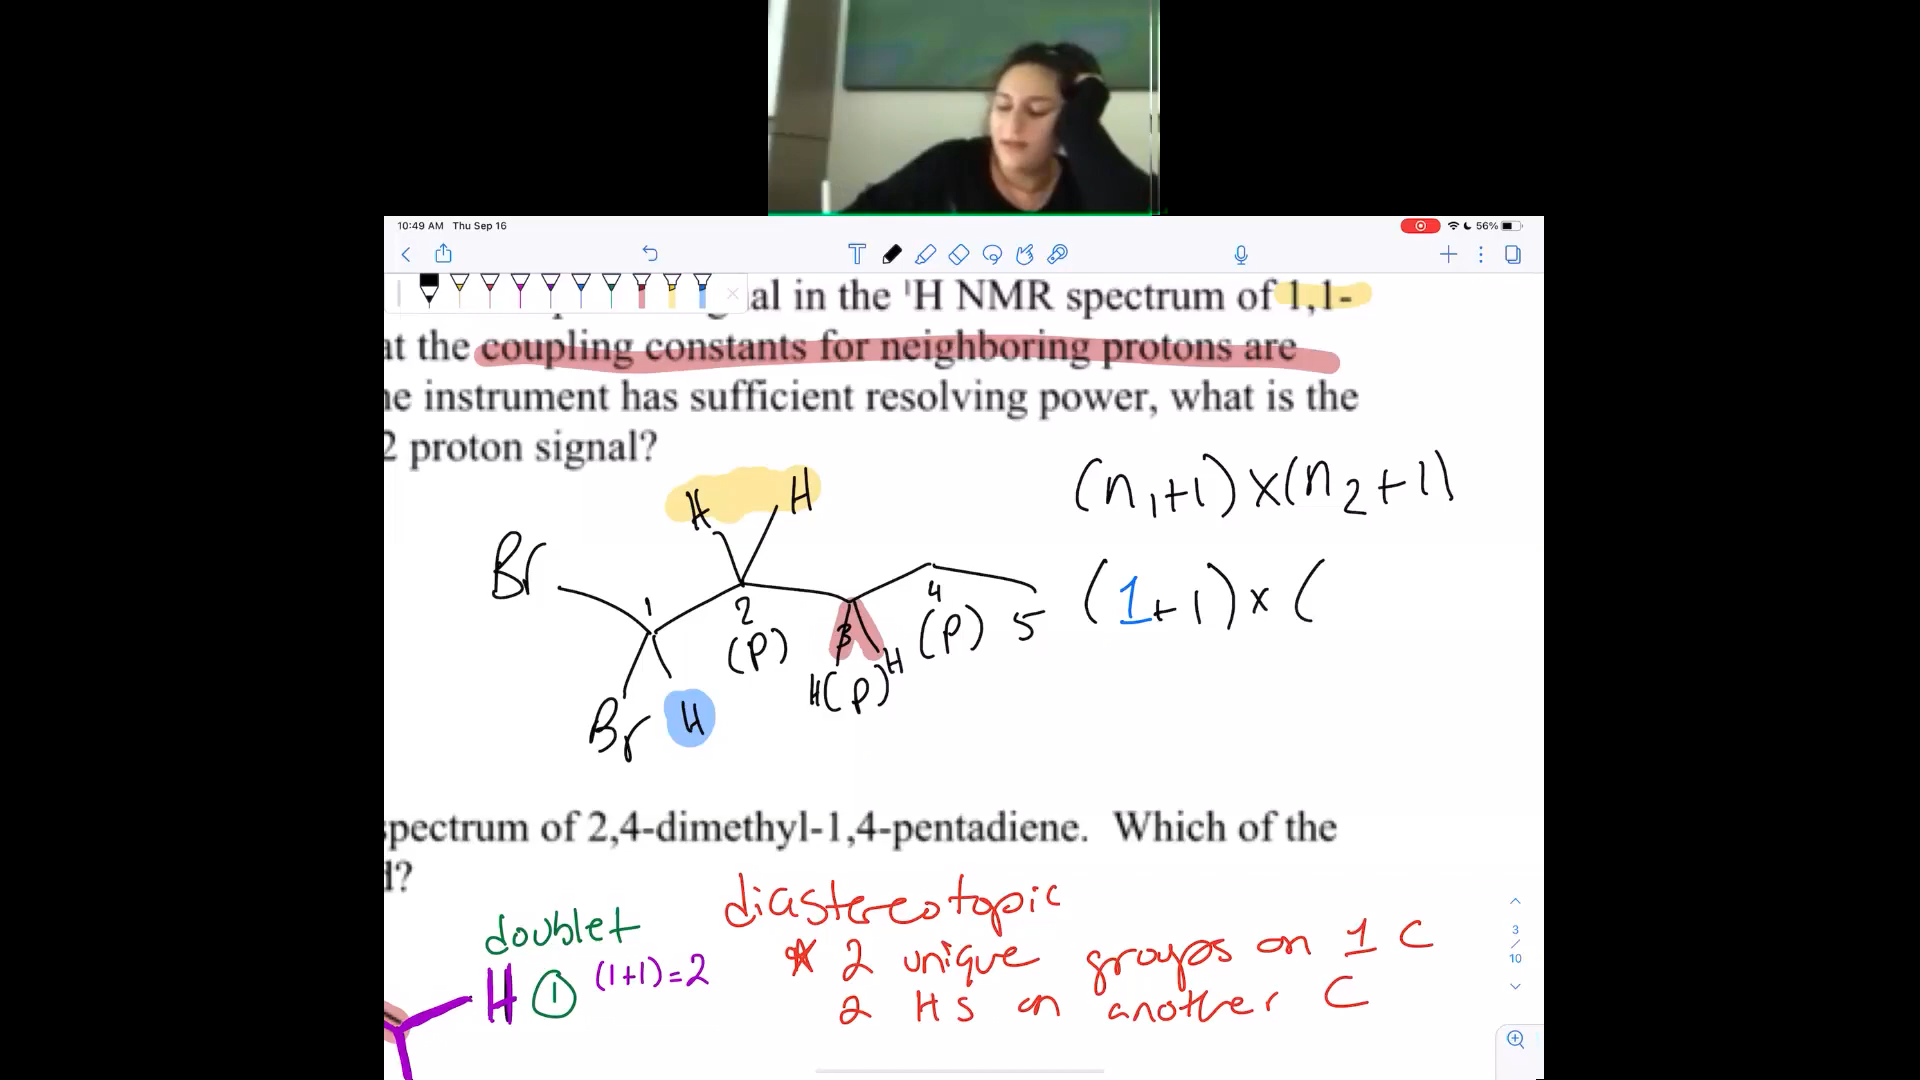 10:49 AM Thu Sep 16
56%
T
al in the ¹H NMR spectrum of 1,1-
at the coupling constants for neighboring protons are
ne instrument has sufficient resolving power, what is the
2 proton signal?
H H
(n1+1)x(n2+1)
Br
1 2 3 4 5
(1+1)x(
(P) (P)
H(P) H
Br H
spectrum of 2,4-dimethyl-1,4-pentadiene. Which of the
d?
diastereotopic
doublet
* 2 unique groups on 1 C
H 1 (1+1)=2
2 Hs on another C
3
/
10